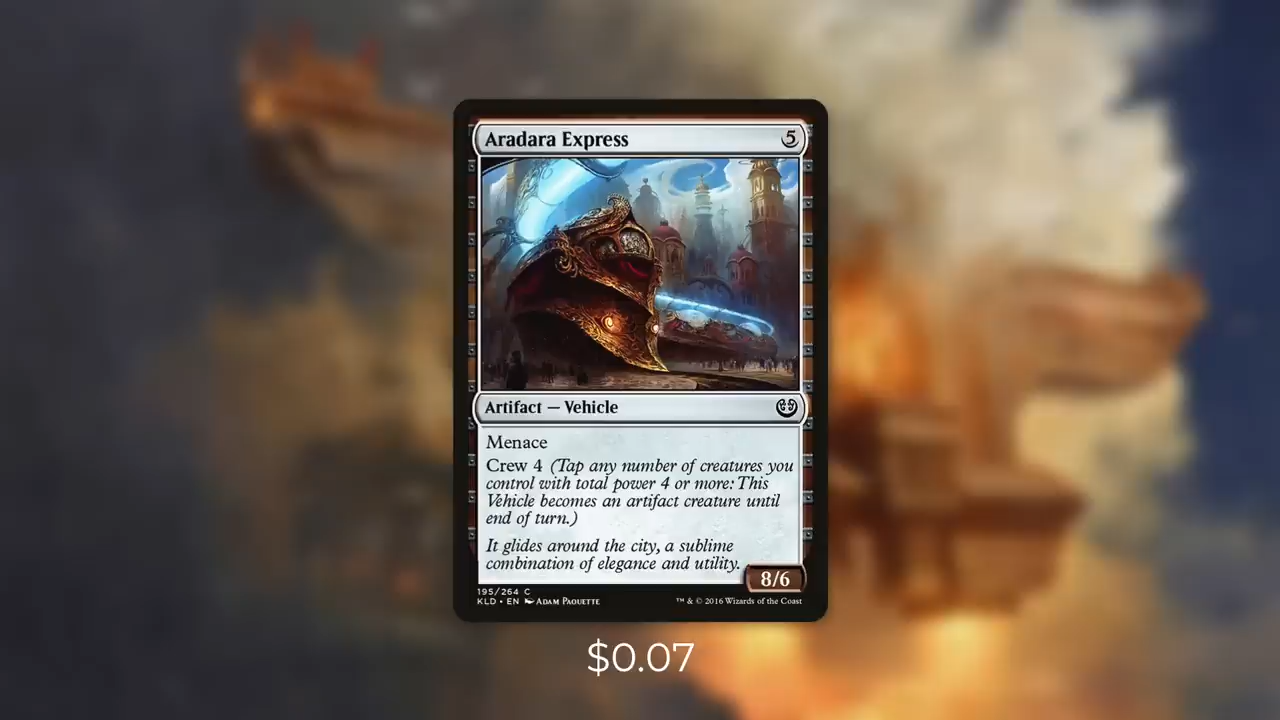 Aradara Express 5
Artifact — Vehicle
Menace
Crew 4 (Tap any number of creatures you
control with total power 4 or more: This
Vehicle becomes an artifact creature until
end of turn.)
It glides around the city, a sublime
combination of elegance and utility.
8/6
195/264 C
KLD • EN Adam Paquette
™ & © 2016 Wizards of the Coast
$0.07